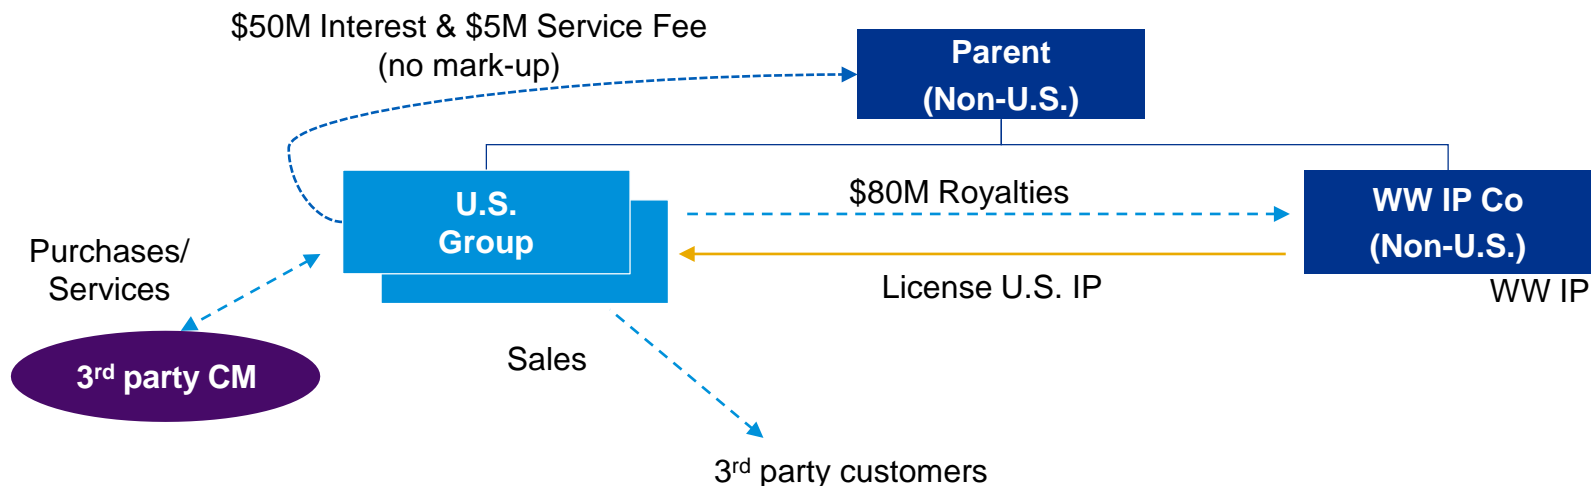 $50M Interest & $5M Service Fee
(no mark-up)
Parent
(Non-U.S.)
U.S.
Group
$80M Royalties
WW IP Co
(Non-U.S.)
WW IP
License U.S. IP
Purchases/
Services
3rd party CM
Sales
3rd party customers